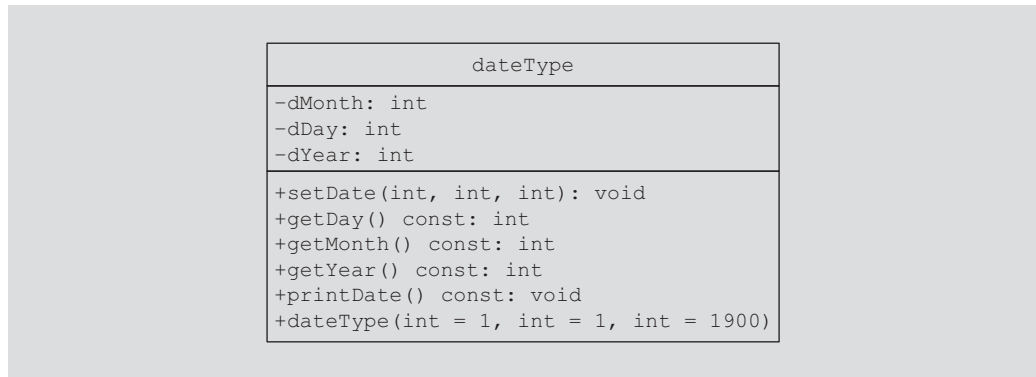 dateType
-dMonth: int
-dDay: int
-dYear: int
+setDate(int, int, int): void
+getDay() const: int
+getMonth() const: int
+getYear() const: int
+printDate() const: void
+dateType(int = 1, int = 1, int = 1900)